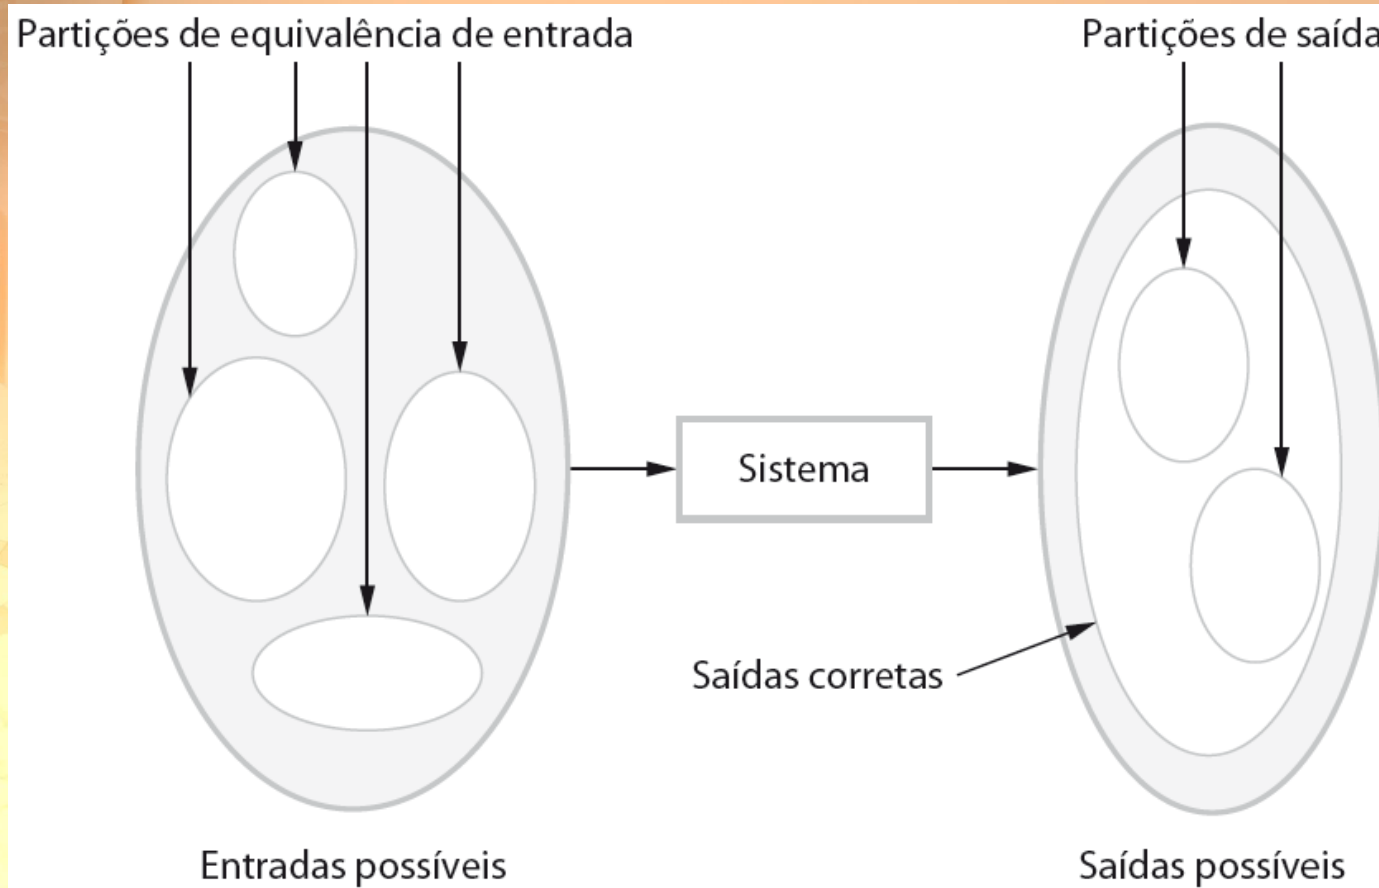 Partições de equivalência de entrada
Partições de saída
Sistema
Saídas corretas
Entradas possíveis
Saídas possíveis